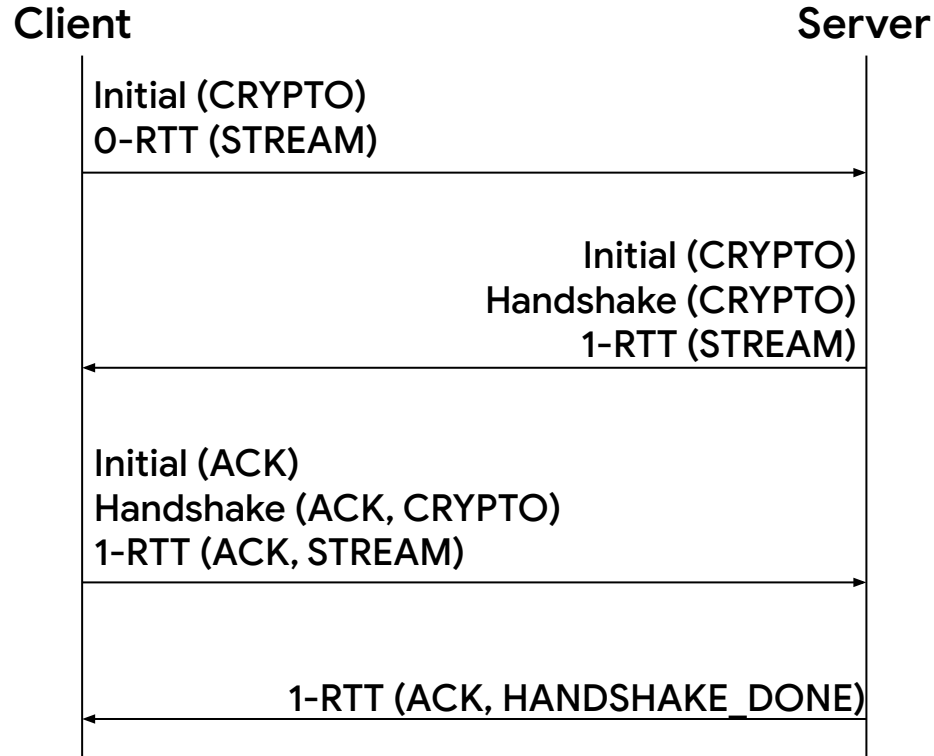 Client
Server
Initial (CRYPTO)
0-RTT (STREAM)
Initial (CRYPTO)
Handshake (CRYPTO)
1-RTT (STREAM)
Initial (ACK)
Handshake (ACK, CRYPTO)
1-RTT (ACK, STREAM)
1-RTT (ACK, HANDSHAKE_DONE)